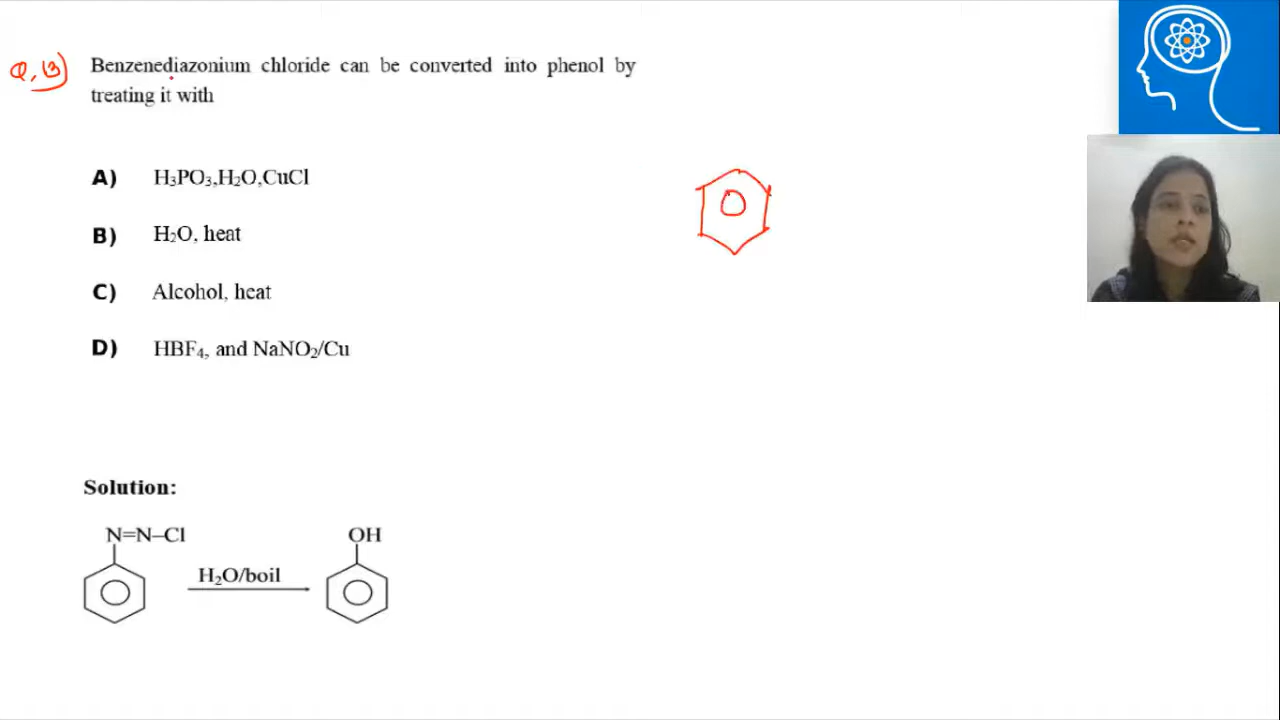 Q.13)
Benzenediazonium chloride can be converted into phenol by
treating it with
A) H₃PO₃,H₂O,CuCl
B) H₂O, heat
C) Alcohol, heat
D) HBF₄, and NaNO₂/Cu
Solution:
N=N–Cl
OH
H₂O/boil